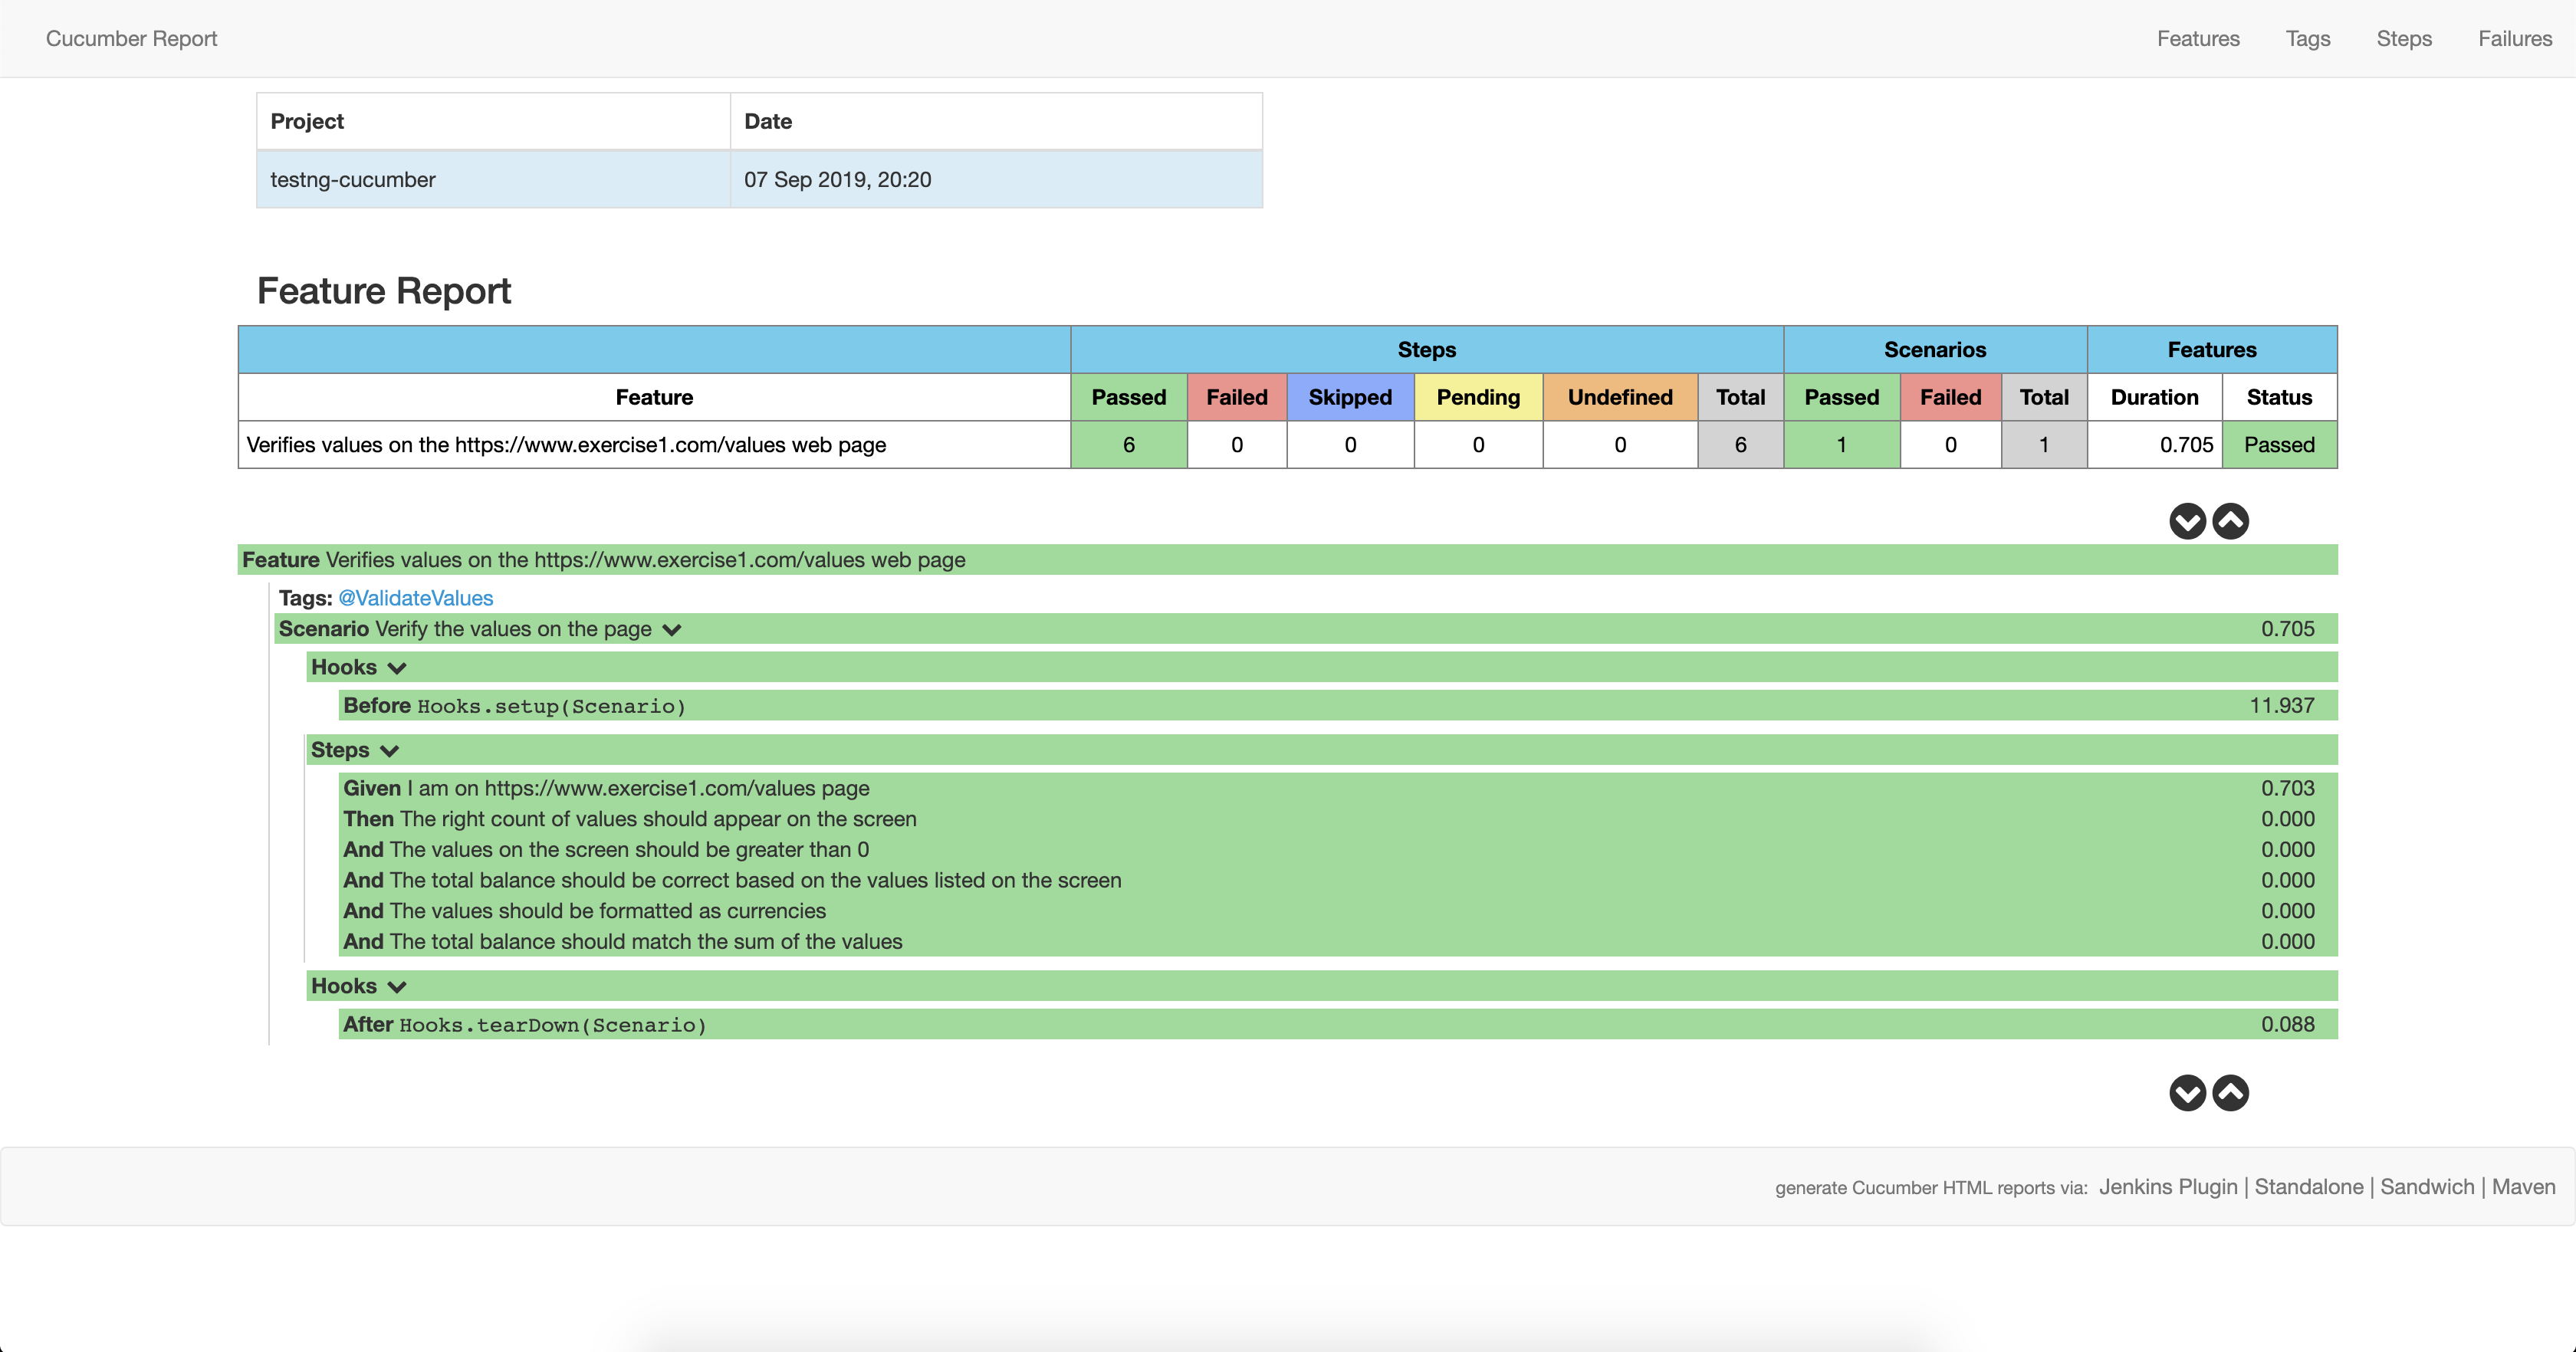 Cucumber Report Features Tags Steps Failures
Project Date
testng-cucumber 07 Sep 2019, 20:20
Feature Report
Steps Scenarios Features
Feature Passed Failed Skipped Pending Undefined Total Passed Failed Total Duration Status
Verifies values on the https://www.exercise1.com/values web page 6 0 0 0 0 6 1 0 1 0.705 Passed
Feature Verifies values on the https://www.exercise1.com/values web page
Tags: @ValidateValues
Scenario Verify the values on the page 0.705
Hooks
Before Hooks.setup(Scenario) 11.937
Steps
Given I am on https://www.exercise1.com/values page 0.703
Then The right count of values should appear on the screen 0.000
And The values on the screen should be greater than 0 0.000
And The total balance should be correct based on the values listed on the screen 0.000
And The values should be formatted as currencies 0.000
And The total balance should match the sum of the values 0.000
Hooks
After Hooks.tearDown(Scenario) 0.088
generate Cucumber HTML reports via: Jenkins Plugin | Standalone | Sandwich | Maven